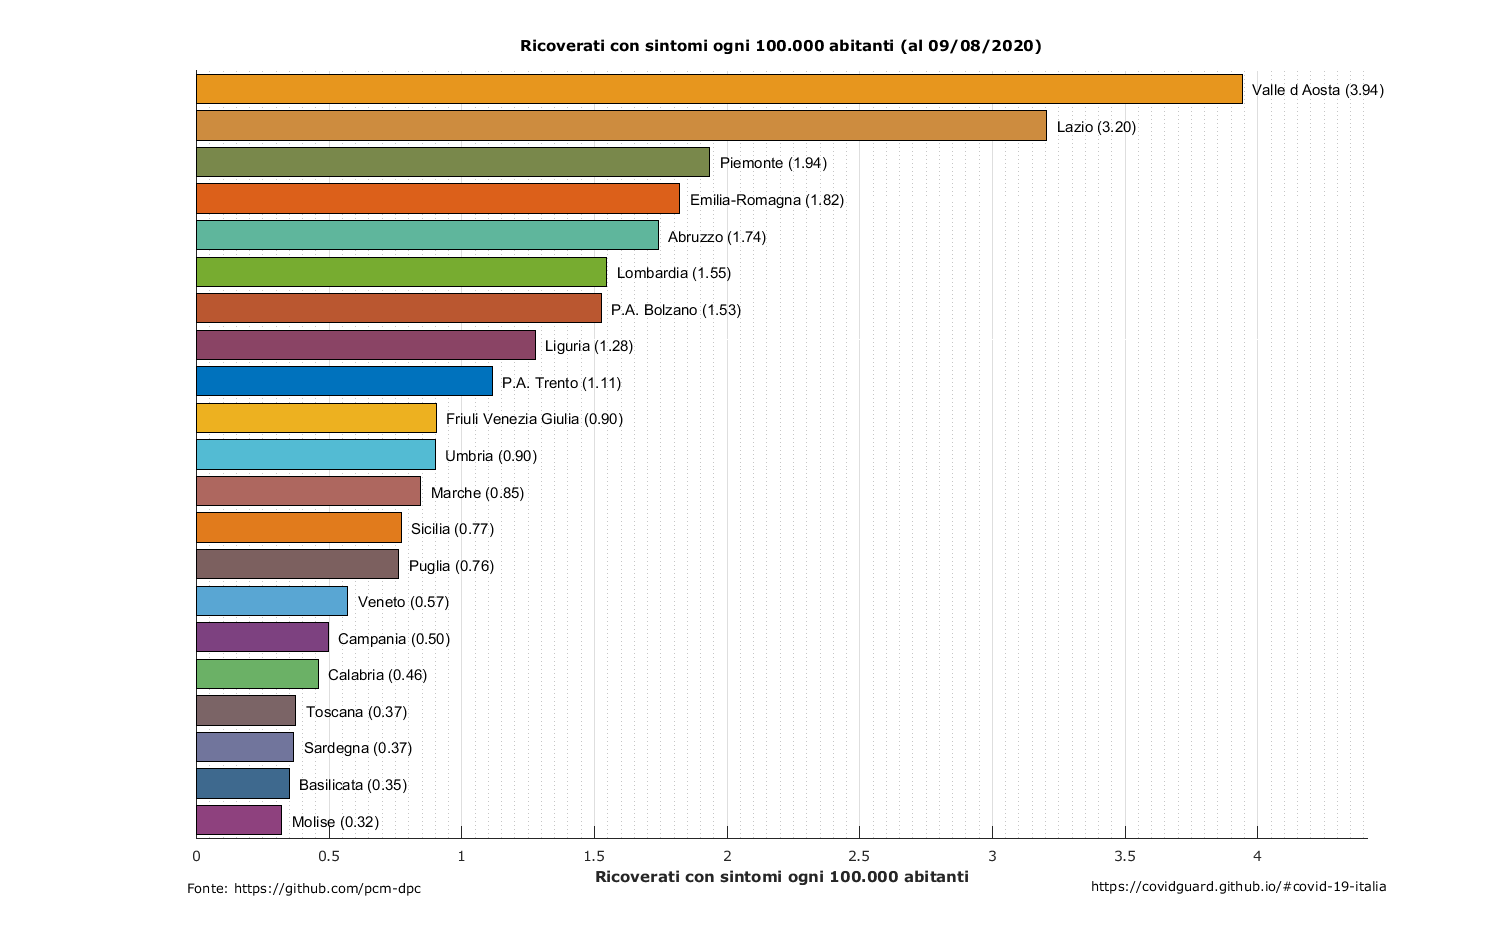 Ricoverati con sintomi ogni 100.000 abitanti (al 09/08/2020)
Valle d Aosta (3.94)
Lazio (3.20)
Piemonte (1.94)
Emilia-Romagna (1.82)
Abruzzo (1.74)
Lombardia (1.55)
P.A. Bolzano (1.53)
Liguria (1.28)
P.A. Trento (1.11)
Friuli Venezia Giulia (0.90)
Umbria (0.90)
Marche (0.85)
Sicilia (0.77)
Puglia (0.76)
Veneto (0.57)
Campania (0.50)
Calabria (0.46)
Toscana (0.37)
Sardegna (0.37)
Basilicata (0.35)
Molise (0.32)
0 0.5 1 1.5 2 2.5 3 3.5 4
Ricoverati con sintomi ogni 100.000 abitanti
Fonte: https://github.com/pcm-dpc
https://covidguard.github.io/#covid-19-italia